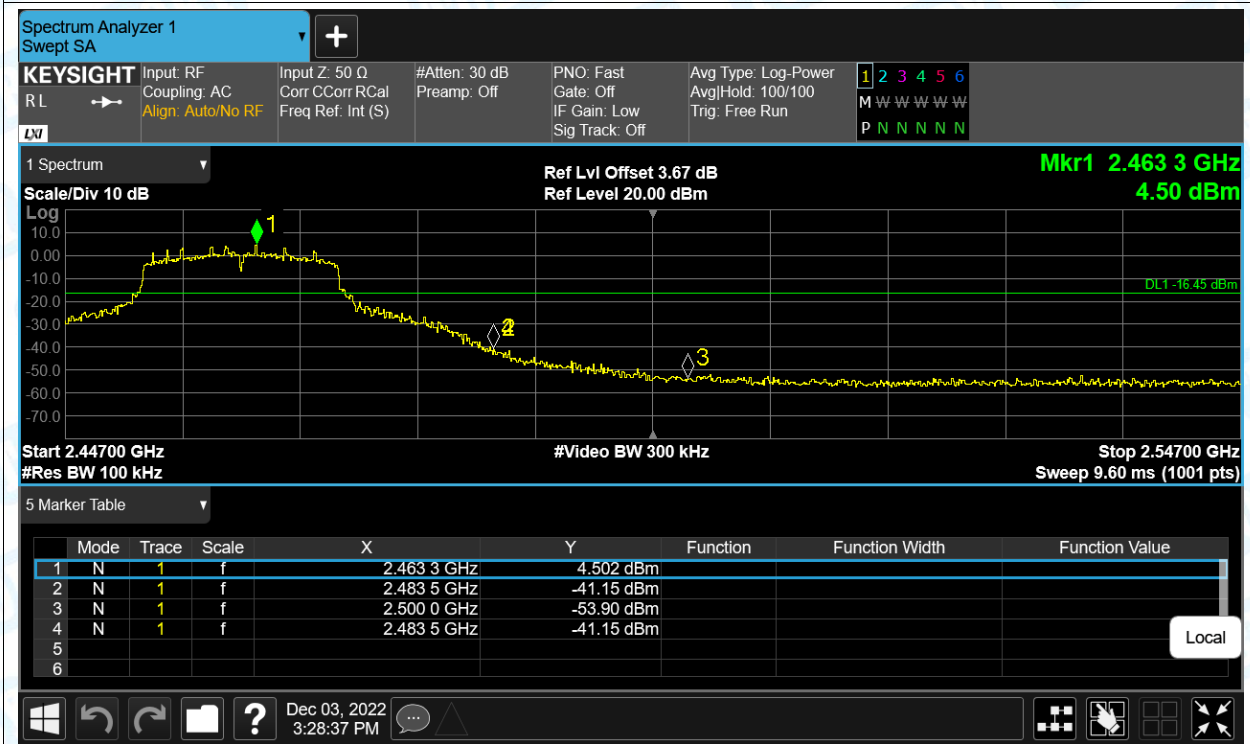 Spectrum Analyzer 1
Swept SA
KEYSIGHT
RL
LXI
Input: RF
Coupling: AC
Align: Auto/No RF
Input Z: 50 Ω
Corr CCorr RCal
Freq Ref: Int (S)
#Atten: 30 dB
Preamp: Off
PNO: Fast
Gate: Off
IF Gain: Low
Sig Track: Off
Avg Type: Log-Power
Avg|Hold: 100/100
Trig: Free Run
1 2 3 4 5 6
M W W W W W
P N N N N N
1 Spectrum
Scale/Div 10 dB
Ref Lvl Offset 3.67 dB
Ref Level 20.00 dBm
Mkr1 2.463 3 GHz
4.50 dBm
Log
10.0
0.00
-10.0
-20.0
-30.0
-40.0
-50.0
-60.0
-70.0
1
3
DL1 -16.45 dBm
Start 2.44700 GHz
#Res BW 100 kHz
#Video BW 300 kHz
Stop 2.54700 GHz
Sweep 9.60 ms (1001 pts)
5 Marker Table
Mode Trace Scale X Y Function Function Width Function Value
1 N 1 f 2.463 3 GHz 4.502 dBm
2 N 1 f 2.483 5 GHz -41.15 dBm
3 N 1 f 2.500 0 GHz -53.90 dBm
4 N 1 f 2.483 5 GHz -41.15 dBm
5
6
Local
?
Dec 03, 2022
3:28:37 PM